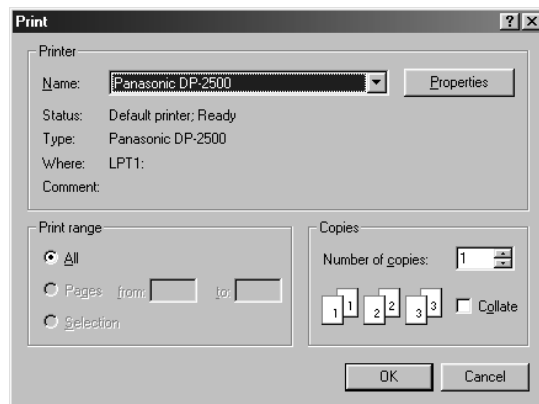 Print
Printer
Name: Panasonic DP-2500 Properties
Status: Default printer; Ready
Type: Panasonic DP-2500
Where: LPT1:
Comment:
Print range
All
Pages from: to:
Selection
Copies
Number of copies: 1
1 1 2 2 3 3 Collate
OK Cancel